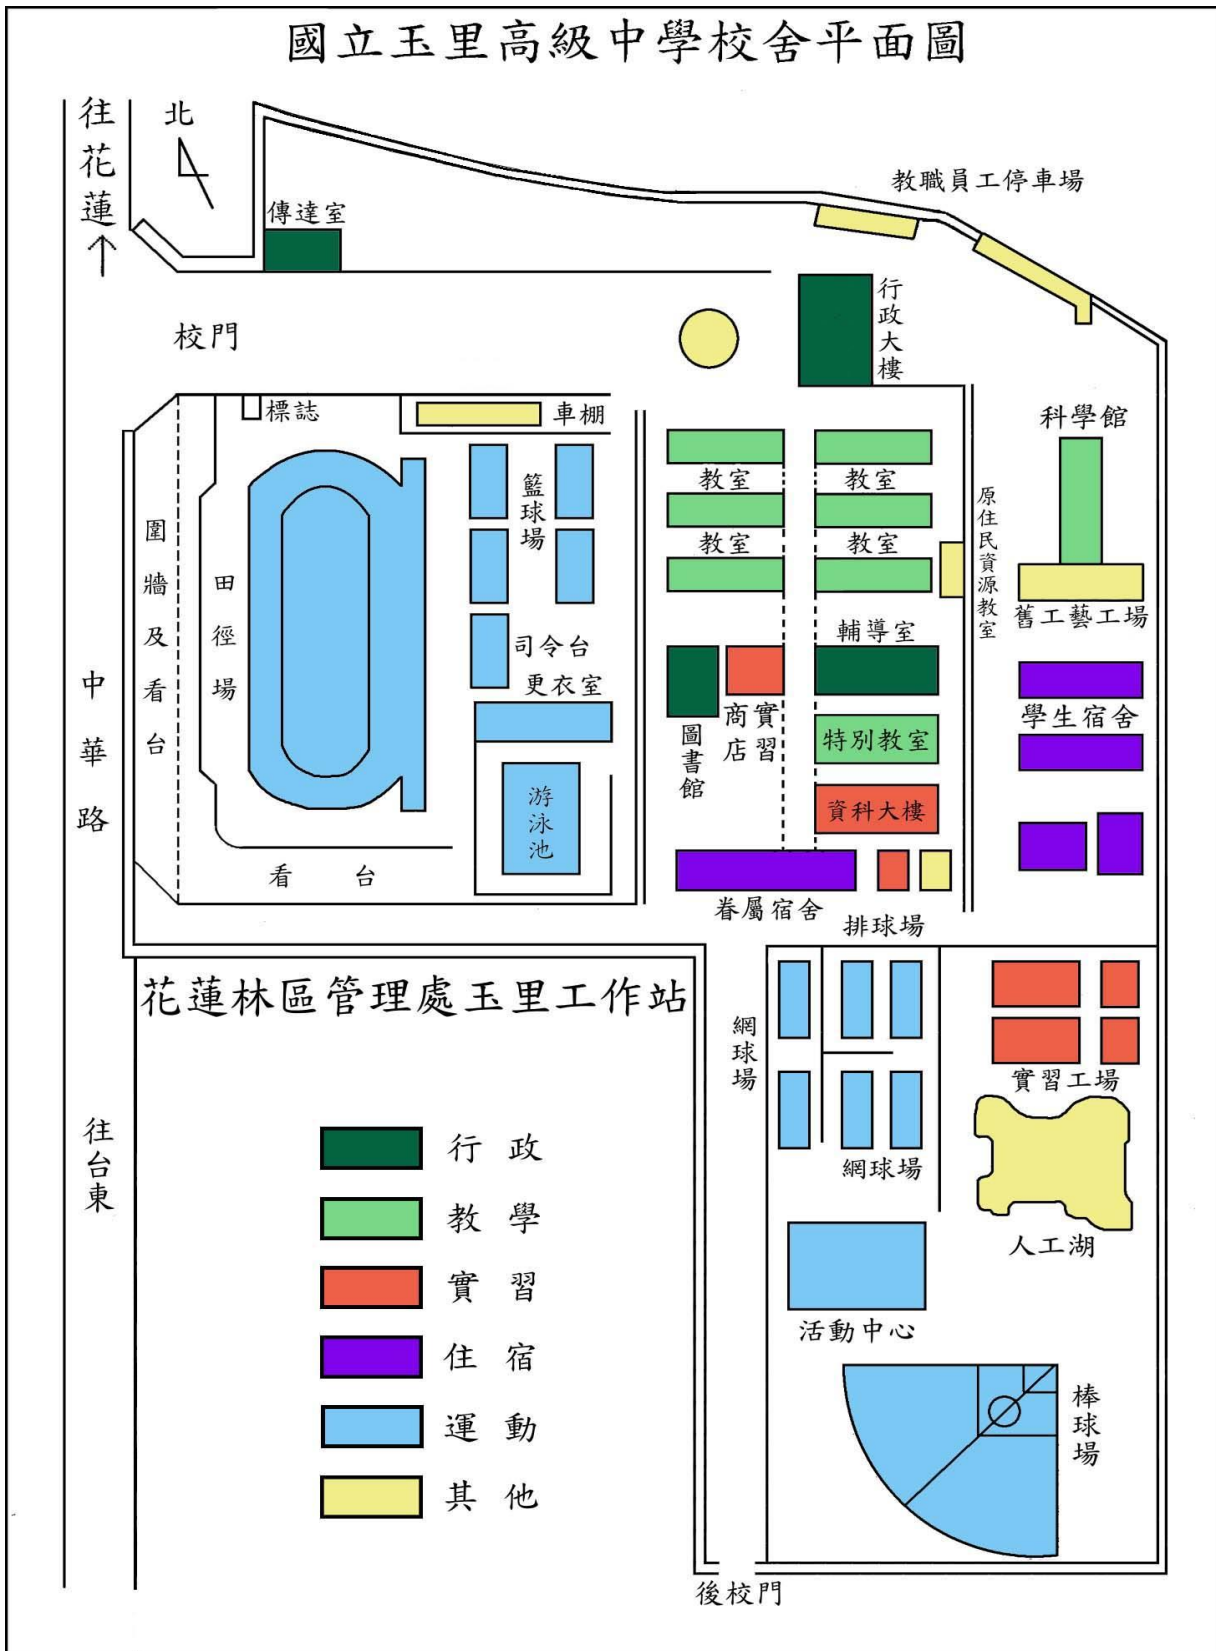 國立玉里高級中學校舍平面圖
往花蓮
北
教職員工停車場
傳達室
行政大樓
校門
標誌
車棚
科學館
籃球場
教室
教室
原住民資源教室
圍牆及看台
田徑場
教室
教室
舊工藝工場
司令台
輔導室
更衣室
中華路
圖書館
商店
實習
特別教室
學生宿舍
游泳池
資料大樓
看台
眷屬宿舍
排球場
花蓮林區管理處玉里工作站
網球場
實習工場
往台東
行政
網球場
教學
人工湖
實習
活動中心
住宿
運動
棒球場
其他
後校門